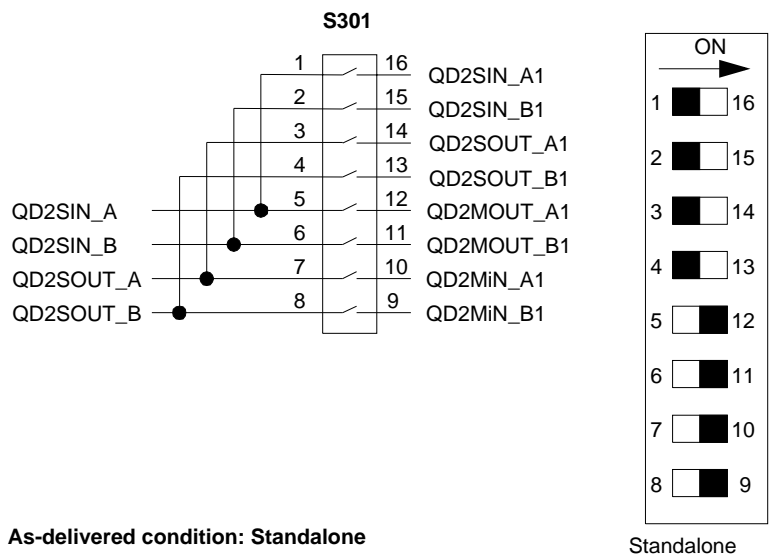 S301
1 16 QD2SIN_A1
2 15 QD2SIN_B1
3 14 QD2SOUT_A1
4 13 QD2SOUT_B1
QD2SIN_A 5 12 QD2MOUT_A1
QD2SIN_B 6 11 QD2MOUT_B1
QD2SOUT_A 7 10 QD2MiN_A1
QD2SOUT_B 8 9 QD2MiN_B1
As-delivered condition: Standalone
ON
1 16
2 15
3 14
4 13
5 12
6 11
7 10
8 9
Standalone